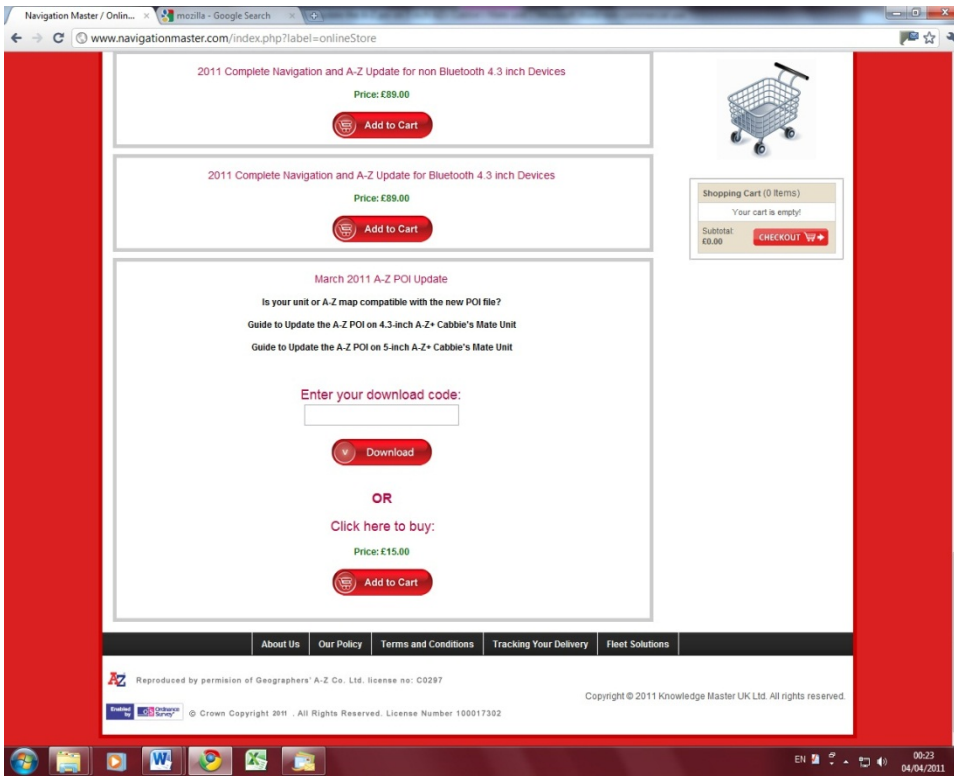 Navigation Master / Onlin...
mozilla - Google Search
www.navigationmaster.com/index.php?label=onlineStore
2011 Complete Navigation and A-Z Update for non Bluetooth 4.3 inch Devices
Price: £89.00
Add to Cart
2011 Complete Navigation and A-Z Update for Bluetooth 4.3 inch Devices
Price: £89.00
Add to Cart
Shopping Cart (0 Items)
Your cart is empty!
Subtotal:
£0.00
CHECKOUT
March 2011 A-Z POI Update
Is your unit or A-Z map compatible with the new POI file?
Guide to Update the A-Z POI on 4.3-inch A-Z+ Cabbie's Mate Unit
Guide to Update the A-Z POI on 5-inch A-Z+ Cabbie's Mate Unit
Enter your download code:
Download
OR
Click here to buy:
Price: £15.00
Add to Cart
About Us
Our Policy
Terms and Conditions
Tracking Your Delivery
Fleet Solutions
AZ Reproduced by permision of Geographers' A-Z Co. Ltd. license no: C0297
Copyright © 2011 Knowledge Master UK Ltd. All rights reserved.
Enabled by Ordnance Survey © Crown Copyright 2011 . All Rights Reserved. License Number 100017302
EN
00:23
04/04/2011